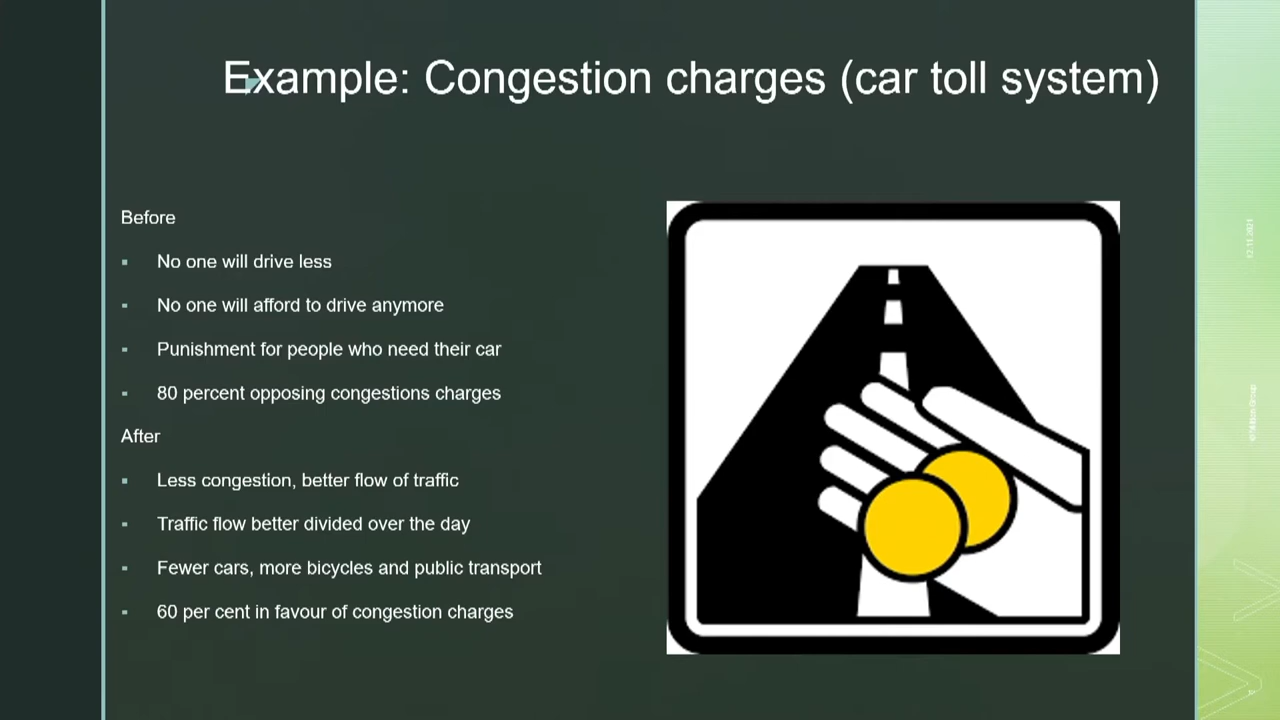 Example: Congestion charges (car toll system)
Before
▪ No one will drive less
▪ No one will afford to drive anymore
▪ Punishment for people who need their car
▪ 80 percent opposing congestions charges
After
▪ Less congestion, better flow of traffic
▪ Traffic flow better divided over the day
▪ Fewer cars, more bicycles and public transport
▪ 60 per cent in favour of congestion charges